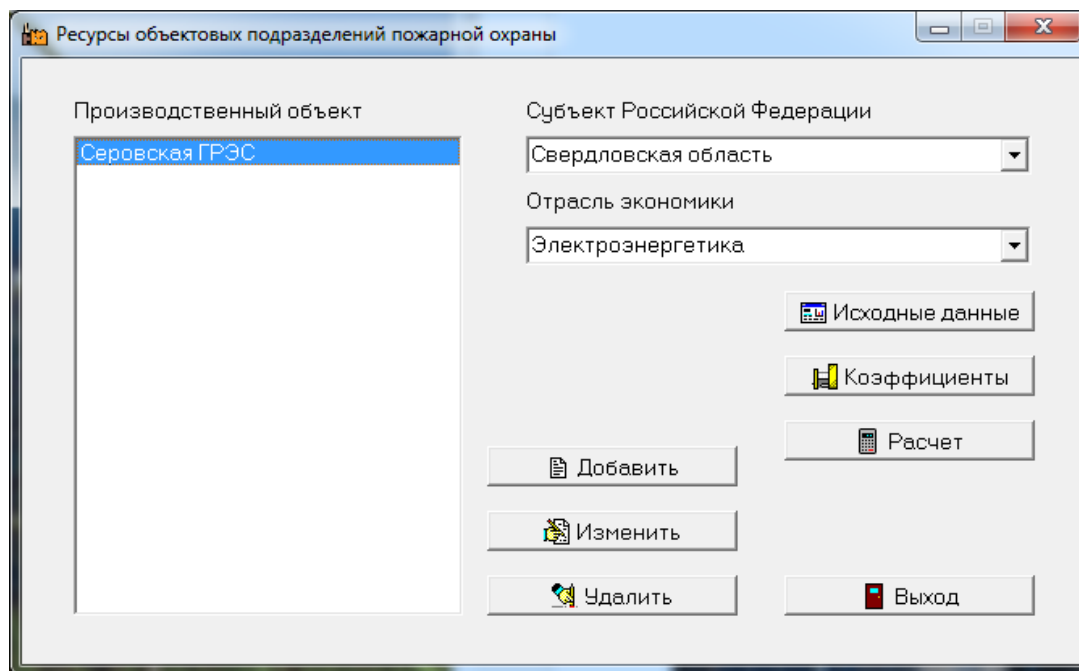 Ресурсы объектовых подразделений пожарной охраны
Производственный объект
Серовская ГРЭС
Субъект Российской Федерации
Свердловская область
Отрасль экономики
Электроэнергетика
Исходные данные
Коэффициенты
Расчет
Добавить
Изменить
Удалить
Выход